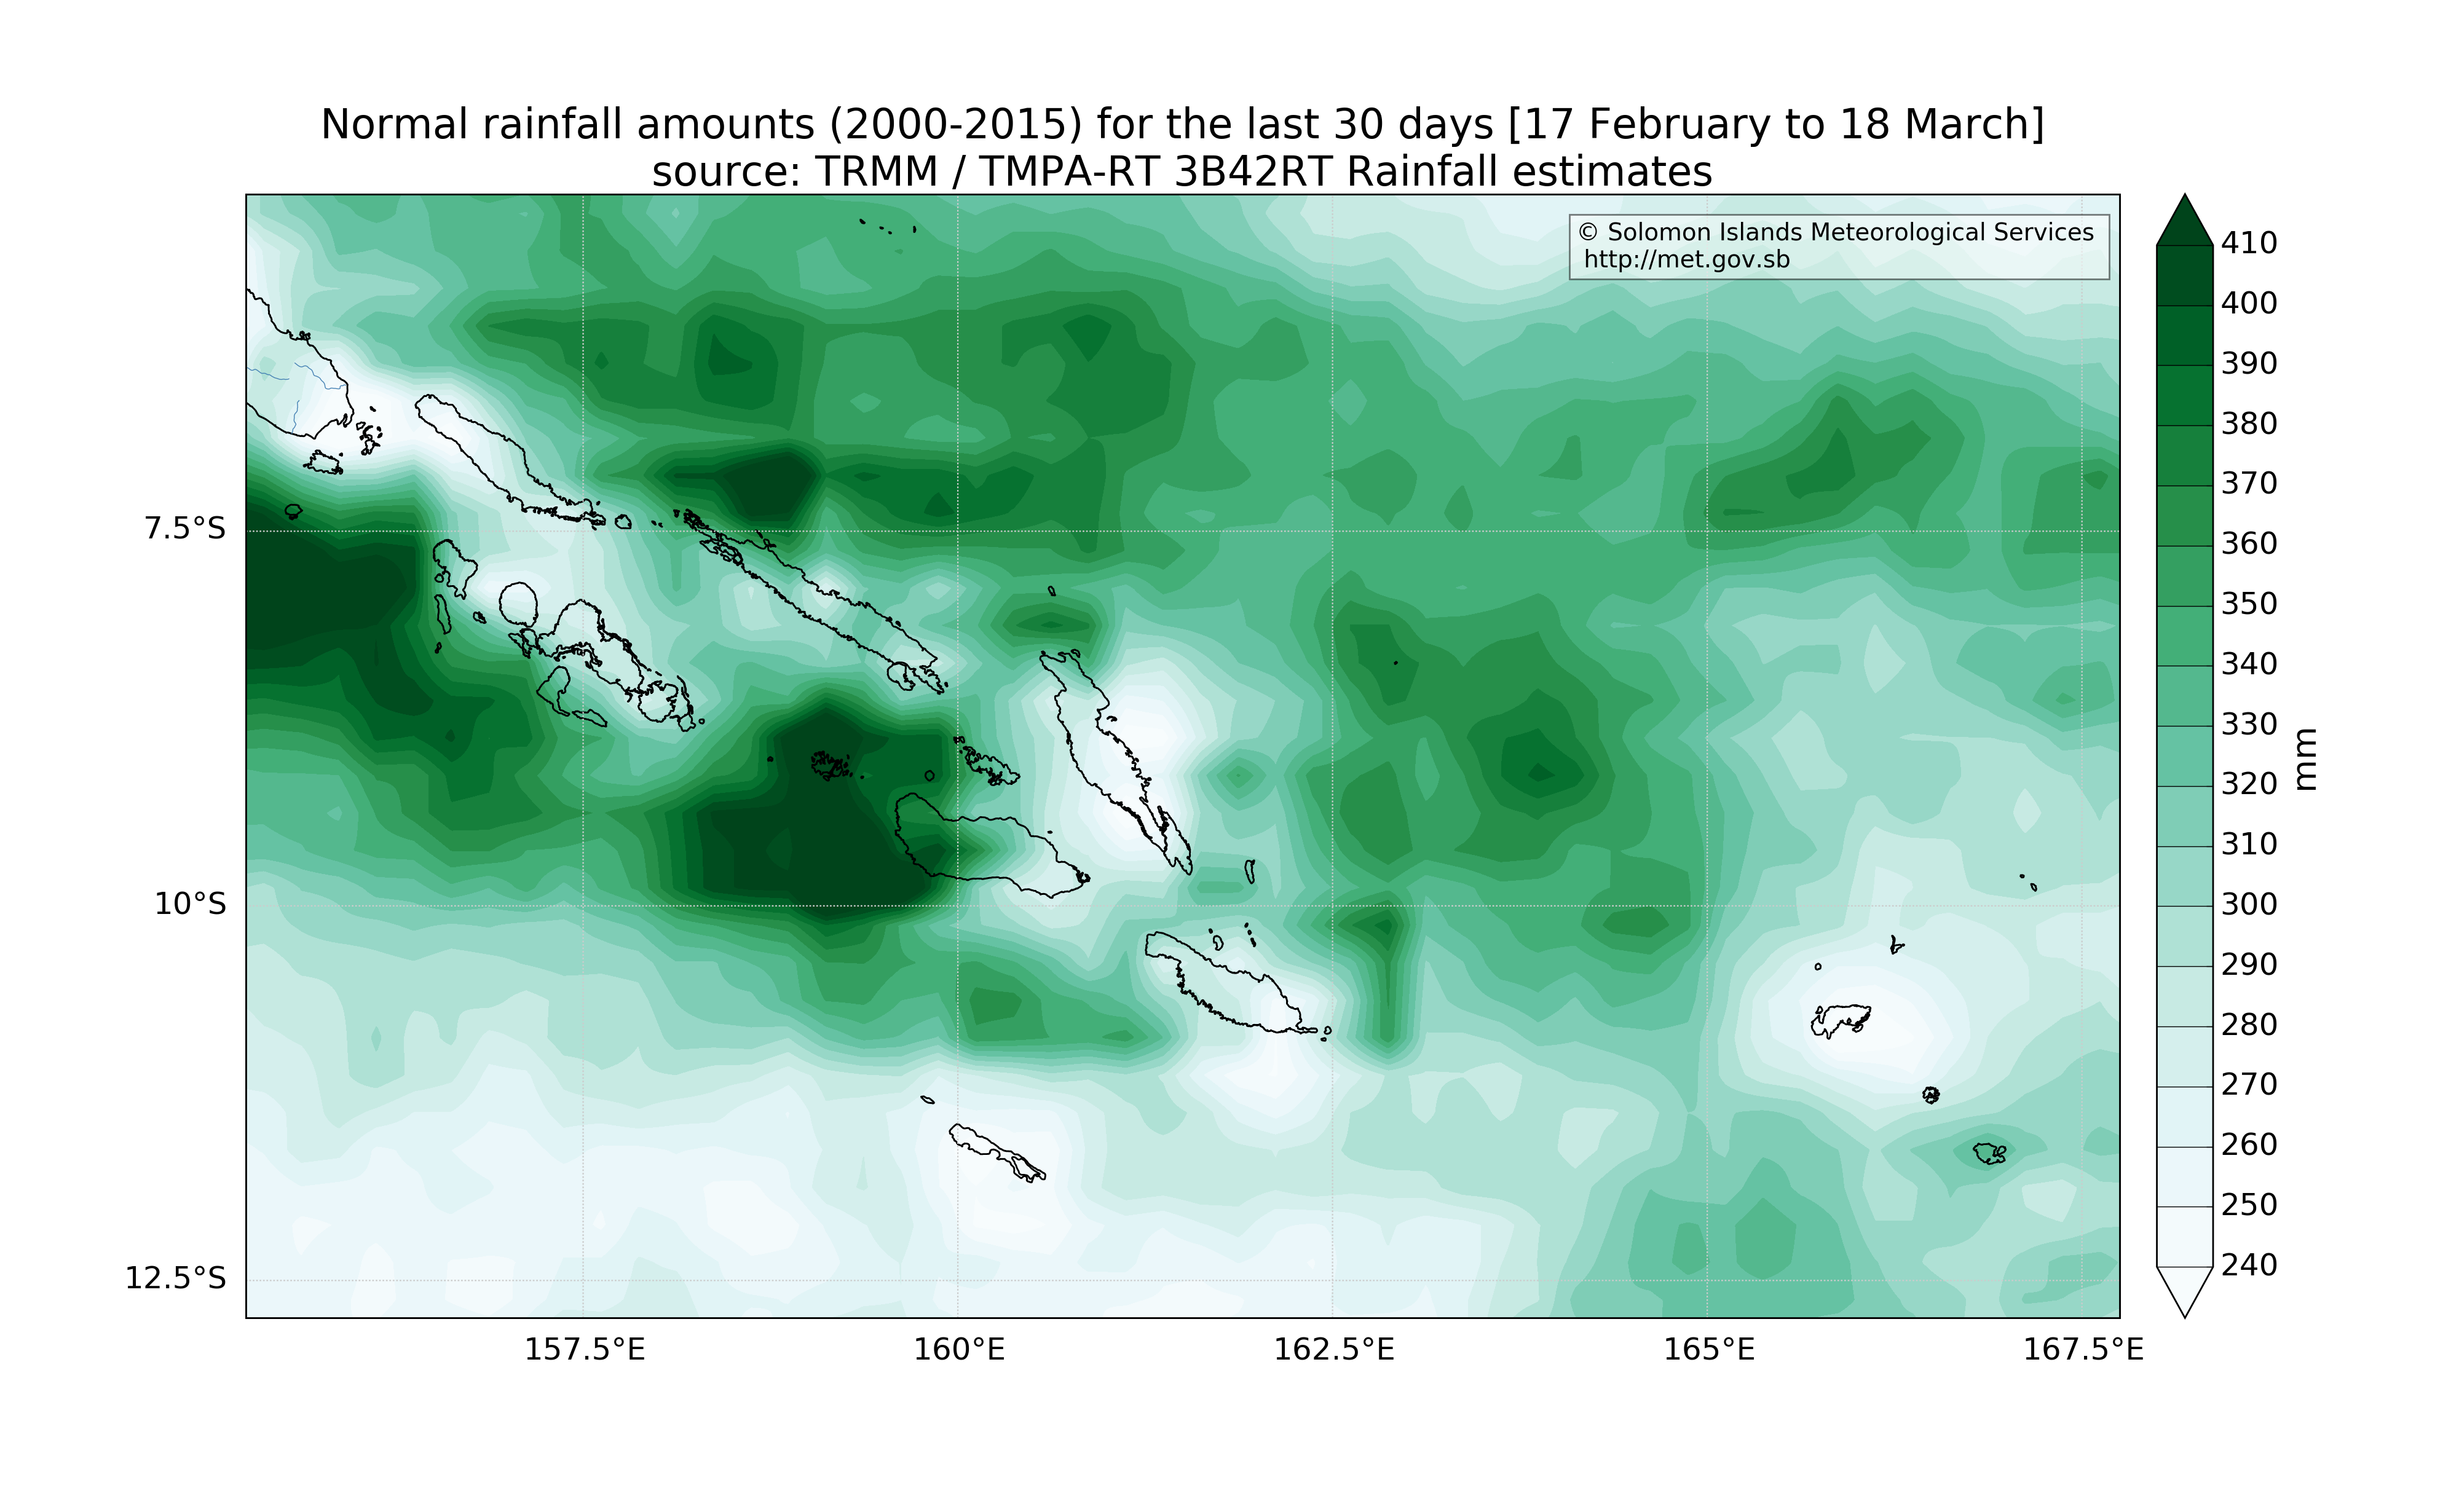 Normal rainfall amounts (2000-2015) for the last 30 days [17 February to 18 March]
source: TRMM / TMPA-RT 3B42RT Rainfall estimates
© Solomon Islands Meteorological Services
http://met.gov.sb
410
400
390
380
370
360
350
340
330
320
310
300
290
280
270
260
250
240
mm
7.5°S
10°S
12.5°S
157.5°E
160°E
162.5°E
165°E
167.5°E